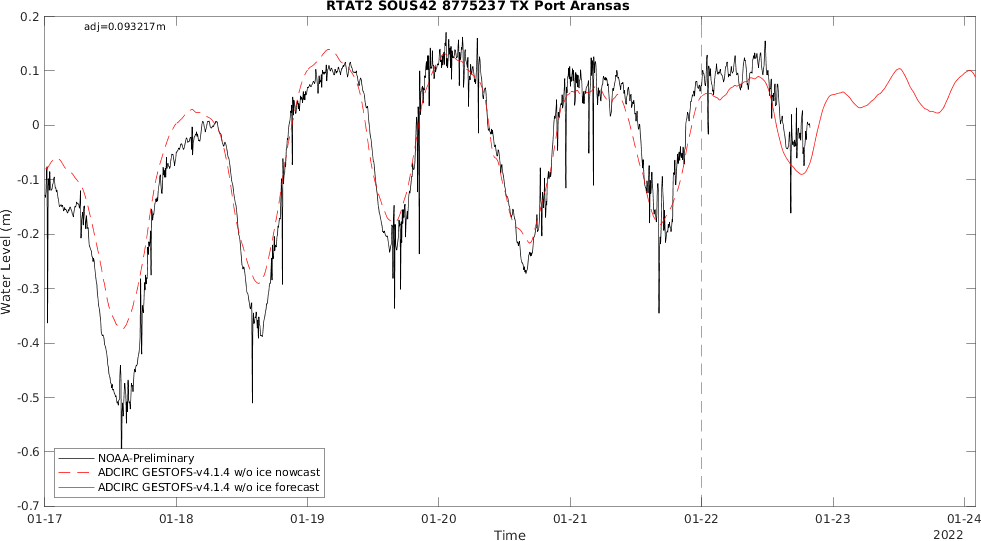 RTAT2 SOUS42 8775237 TX Port Aransas
adj=0.093217m
0.2
0.1
0
-0.1
-0.2
-0.3
-0.4
-0.5
-0.6
-0.7
Water Level (m)
NOAA-Preliminary
ADCIRC GESTOFS-v4.1.4 w/o ice nowcast
ADCIRC GESTOFS-v4.1.4 w/o ice forecast
01-17 01-18 01-19 01-20 01-21 01-22 01-23 01-24
Time
2022